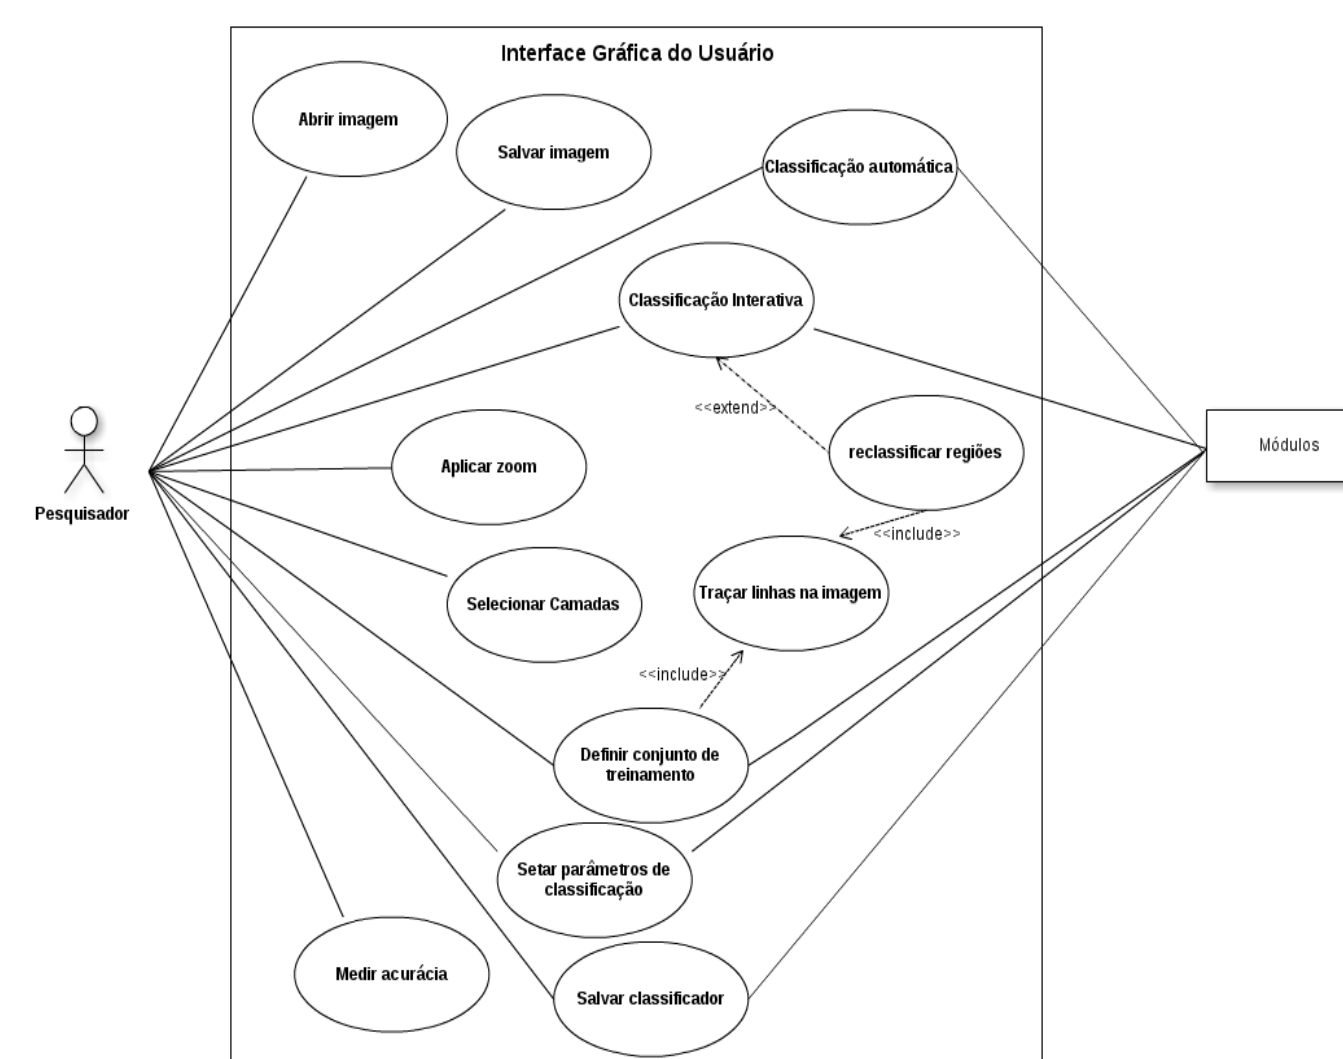 Interface Gráfica do Usuário
Abrir imagem
Salvar imagem
Classificação automática
Classificação Interativa
<<extend>>
reclassificar regiões
Módulos
Aplicar zoom
Pesquisador
<<include>>
Traçar linhas na imagem
Selecionar Camadas
<<include>>
Definir conjunto de
treinamento
Setar parâmetros de
classificação
Medir acurácia
Salvar classificador